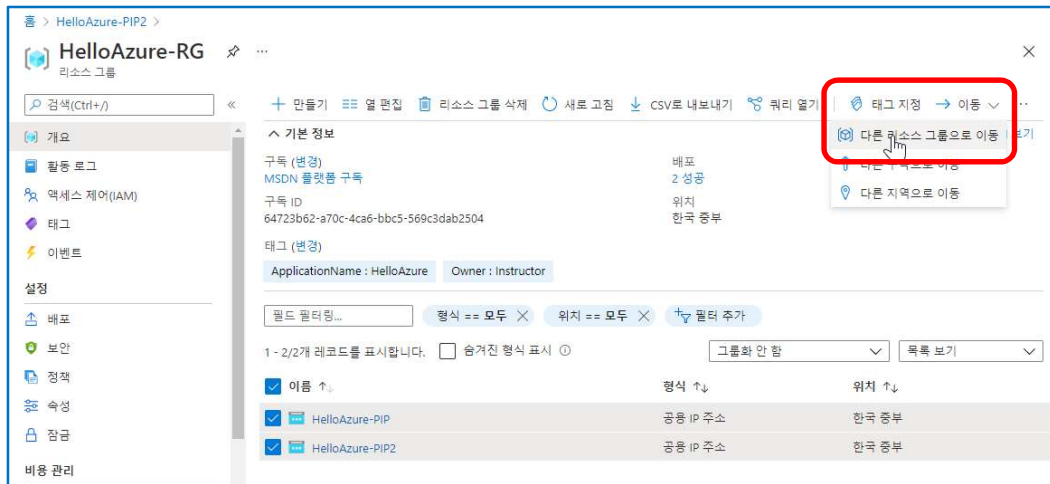 홈 > HelloAzure-PIP2 >
HelloAzure-RG ...
리소스 그룹
검색(Ctrl+/) «
+ 만들기 열 편집 리소스 그룹 삭제 새로 고침 CSV로 내보내기 쿼리 열기 태그 지정 → 이동 ...
개요
활동 로그
액세스 제어(IAM)
태그
이벤트
설정
배포
보안
정책
속성
잠금
비용 관리
기본 정보 보기
다른 리소스 그룹으로 이동
다른 구독으로 이동
다른 지역으로 이동
구독 (변경)
MSDN 플랫폼 구독
배포
2 성공
구독 ID
64723b62-a70c-4ca6-bbc5-569c3dab2504
위치
한국 중부
태그 (변경)
ApplicationName : HelloAzure Owner : Instructor
필드 필터링... 형식 == 모두 위치 == 모두 필터 추가
1 - 2/2개 레코드를 표시합니다. 숨겨진 형식 표시 그룹화 안 함 목록 보기
이름 ↑↓ 형식 ↑↓ 위치 ↑↓
HelloAzure-PIP 공용 IP 주소 한국 중부
HelloAzure-PIP2 공용 IP 주소 한국 중부